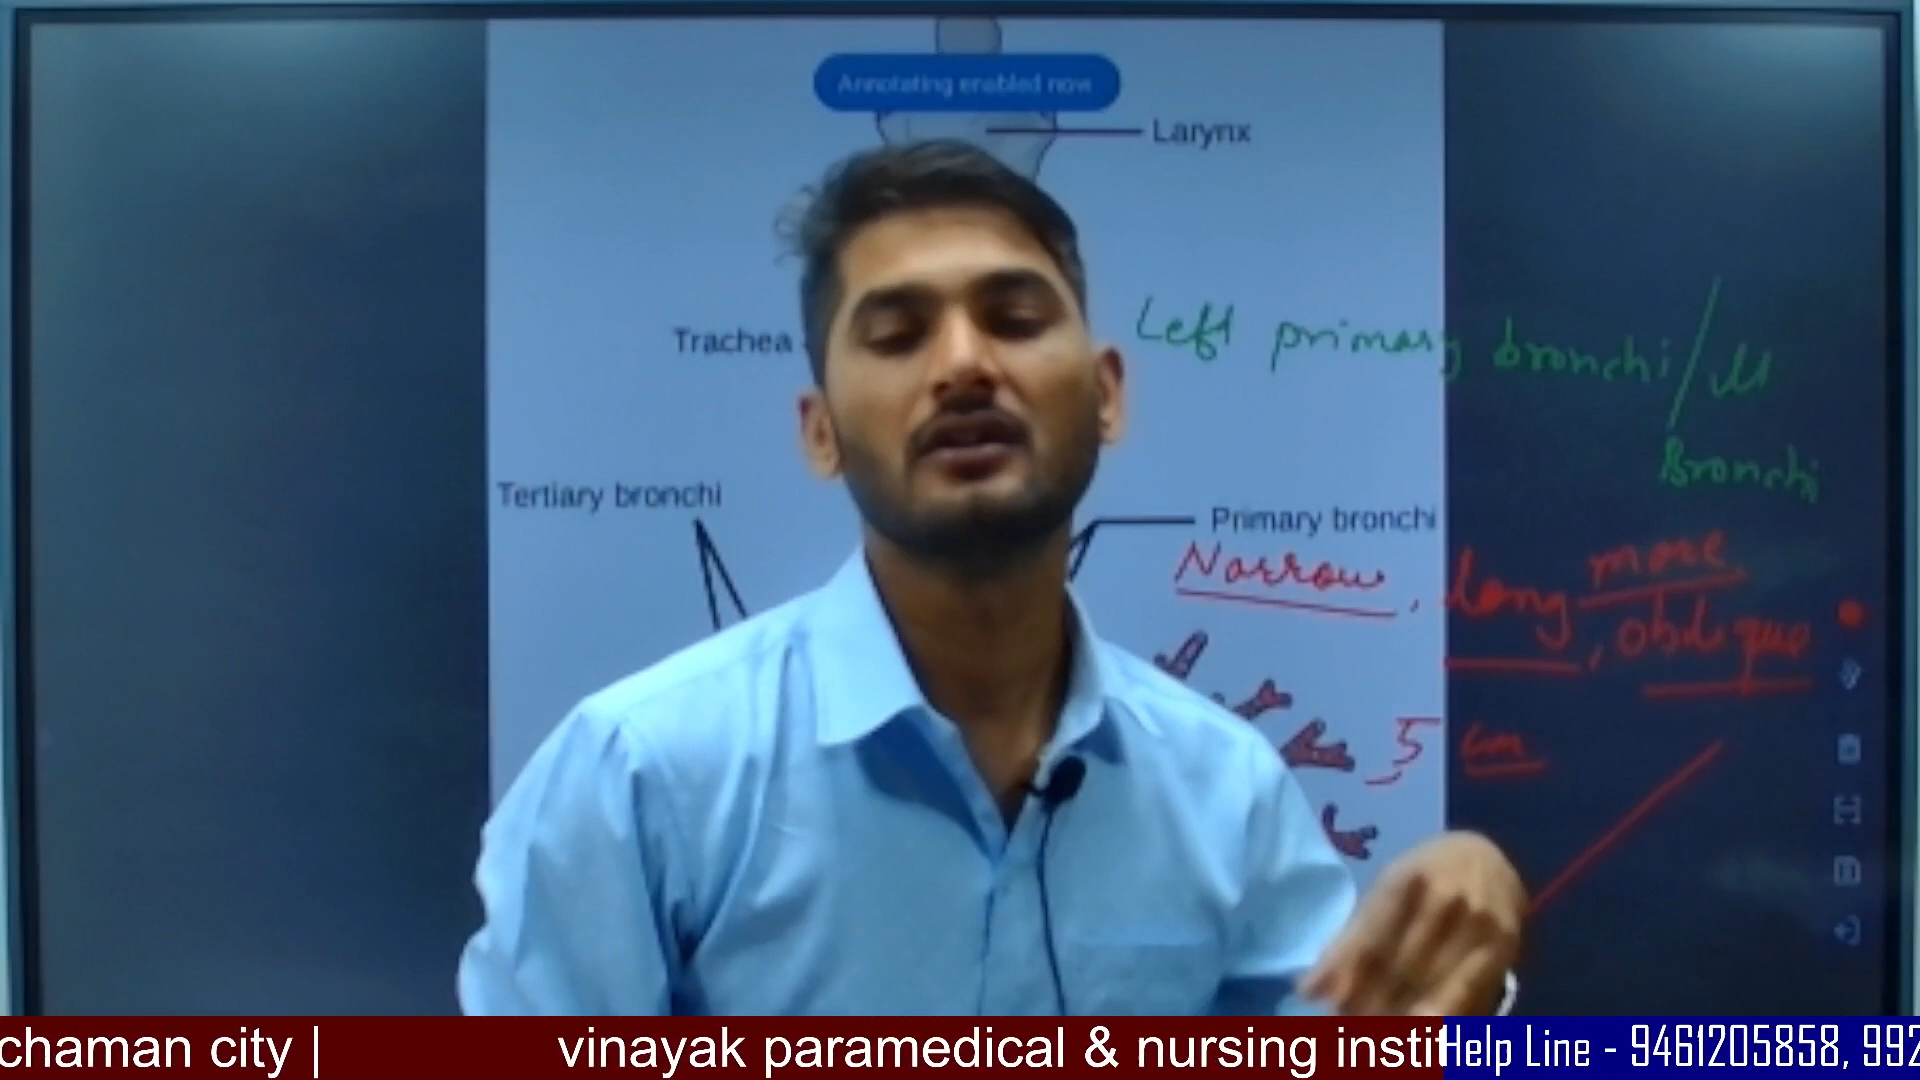 Annotating enabled now
Larynx
Trachea
Left primary bronchi/
Bronchi
Tertiary bronchi
Primary bronchi
Narrow, long, more oblique
5 cm
chaman city | vinayak paramedical & nursing instit
Help Line - 9461205858, 992